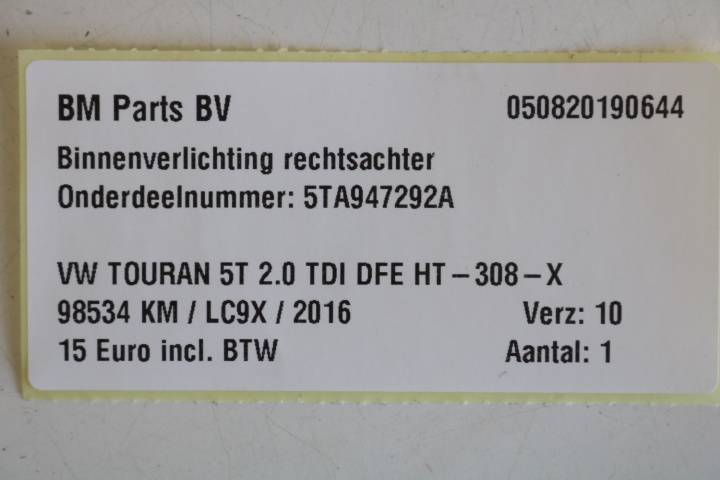 BM Parts BV 050820190644
Binnenverlichting rechtsachter
Onderdeelnummer: 5TA947292A
VW TOURAN 5T 2.0 TDI DFE HT-308-X
98534 KM / LC9X / 2016 Verz: 10
15 Euro incl. BTW Aantal: 1